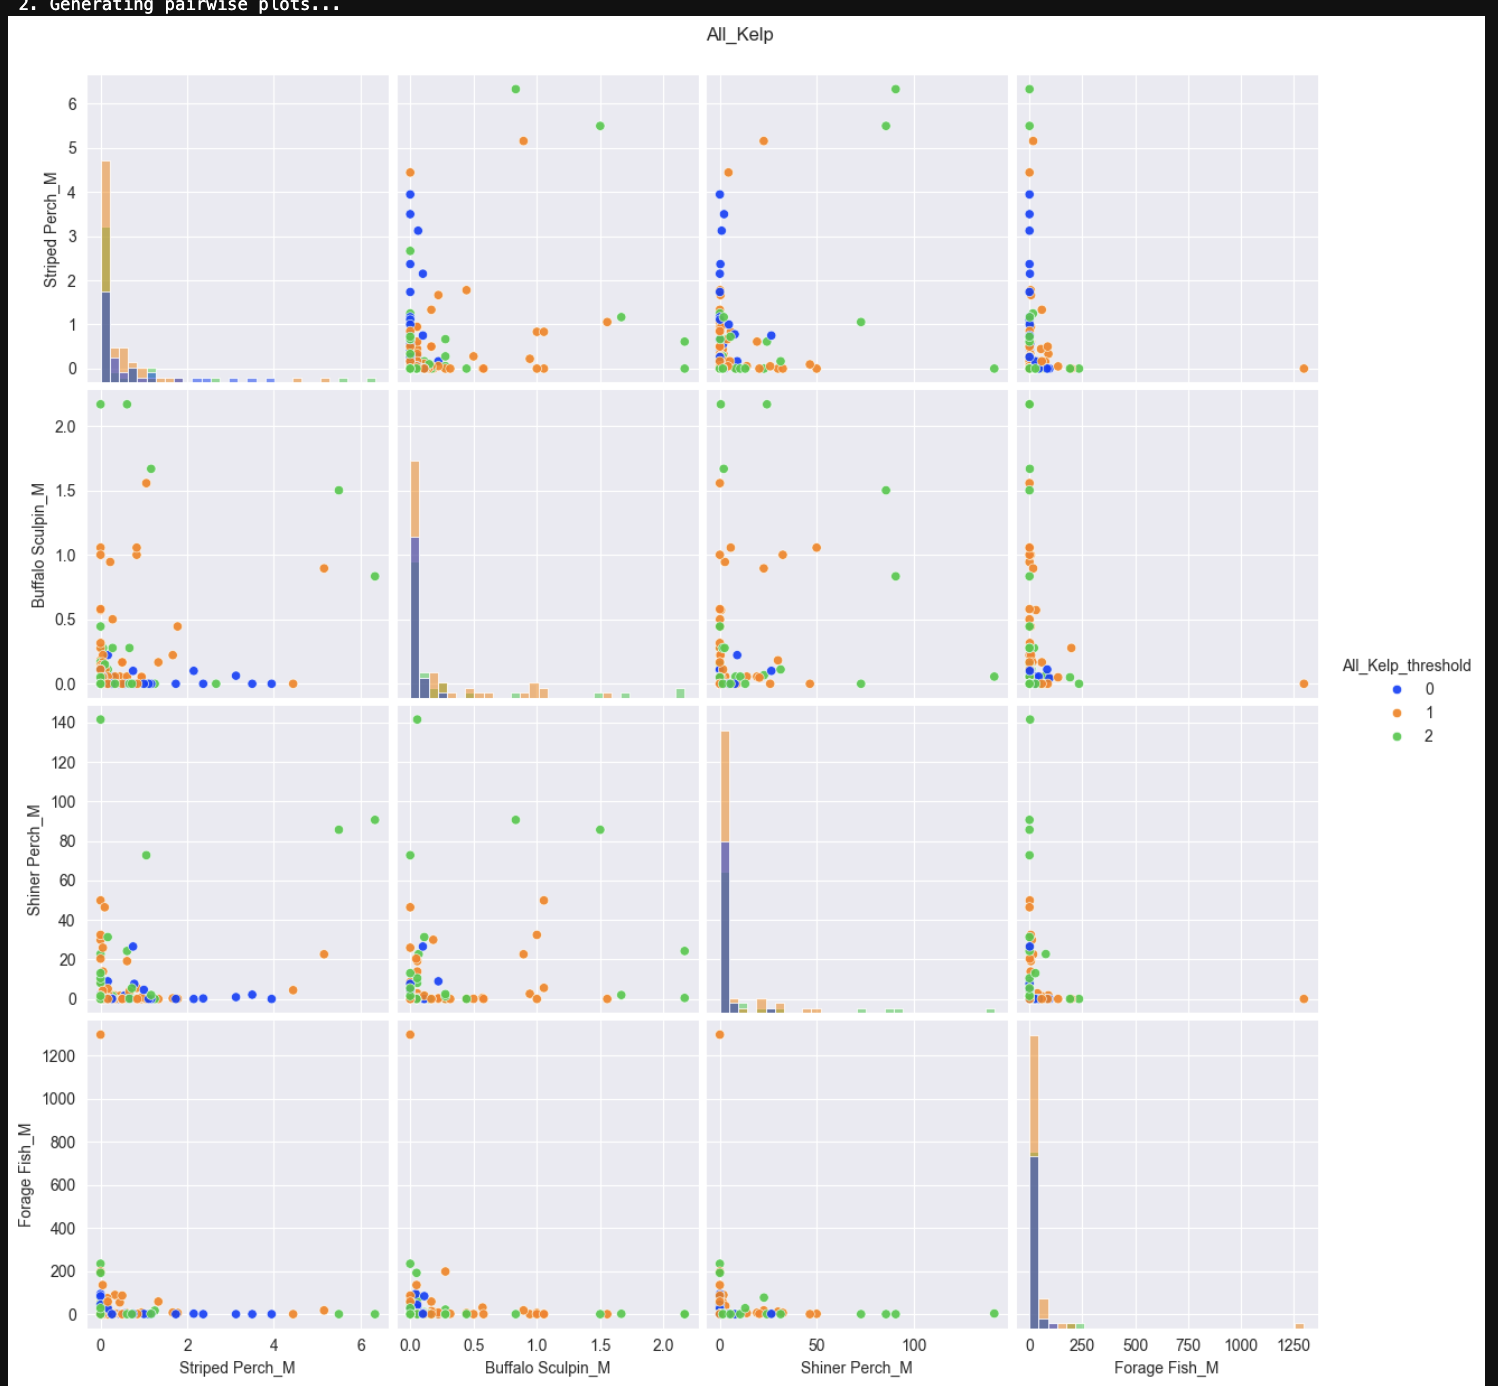 2. Generating pairwise plots...
All_Kelp
6
5
4
3
2
1
0
Striped Perch_M
2.0
1.5
1.0
0.5
0.0
Buffalo Sculpin_M
140
120
100
80
60
40
20
0
Shiner Perch_M
1200
1000
800
600
400
200
0
Forage Fish_M
0 2 4 6
Striped Perch_M
0.0 0.5 1.0 1.5 2.0
Buffalo Sculpin_M
0 50 100
Shiner Perch_M
0 250 500 750 1000 1250
Forage Fish_M
All_Kelp_threshold
0
1
2